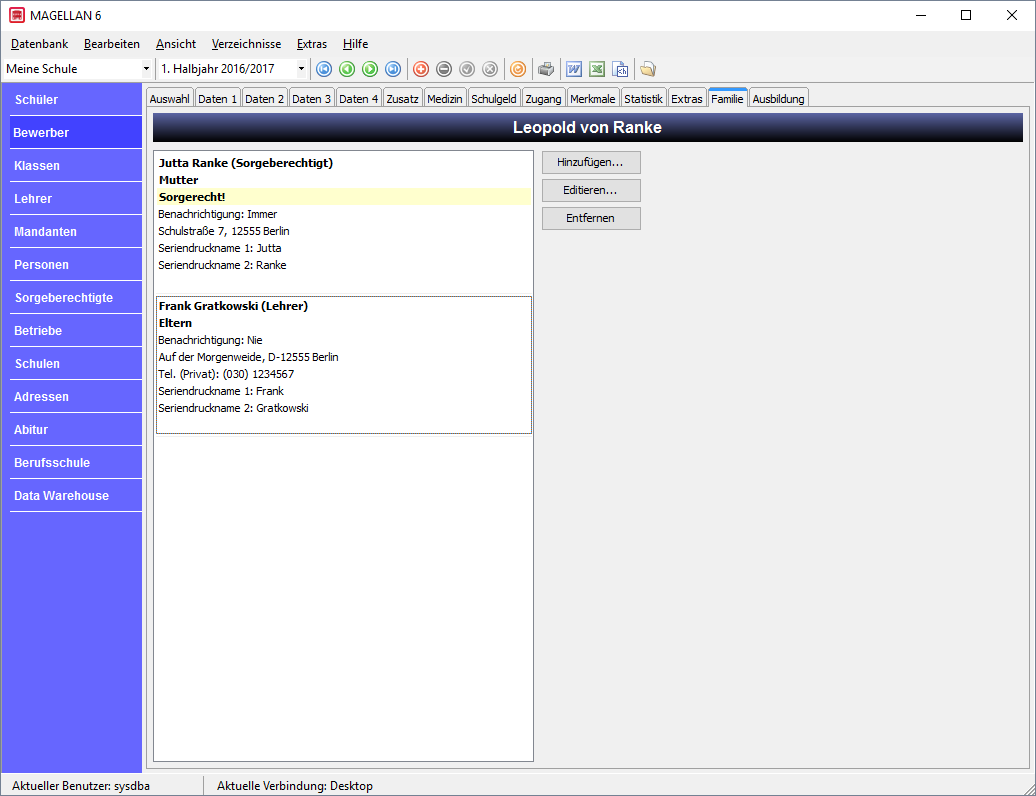 MAGELLAN 6
Datenbank Bearbeiten Ansicht Verzeichnisse Extras Hilfe
Meine Schule 1. Halbjahr 2016/2017
Schüler
Bewerber
Klassen
Lehrer
Mandanten
Personen
Sorgeberechtigte
Betriebe
Schulen
Adressen
Abitur
Berufsschule
Data Warehouse
Auswahl Daten 1 Daten 2 Daten 3 Daten 4 Zusatz Medizin Schulgeld Zugang Merkmale Statistik Extras Familie Ausbildung
Leopold von Ranke
Jutta Ranke (Sorgeberechtigt)
Mutter
Sorgerecht!
Benachrichtigung: Immer
Schulstraße 7, 12555 Berlin
Seriendruckname 1: Jutta
Seriendruckname 2: Ranke
Frank Gratkowski (Lehrer)
Eltern
Benachrichtigung: Nie
Auf der Morgenweide, D-12555 Berlin
Tel. (Privat): (030) 1234567
Seriendruckname 1: Frank
Seriendruckname 2: Gratkowski
Hinzufügen...
Editieren...
Entfernen
Aktueller Benutzer: sysdba Aktuelle Verbindung: Desktop